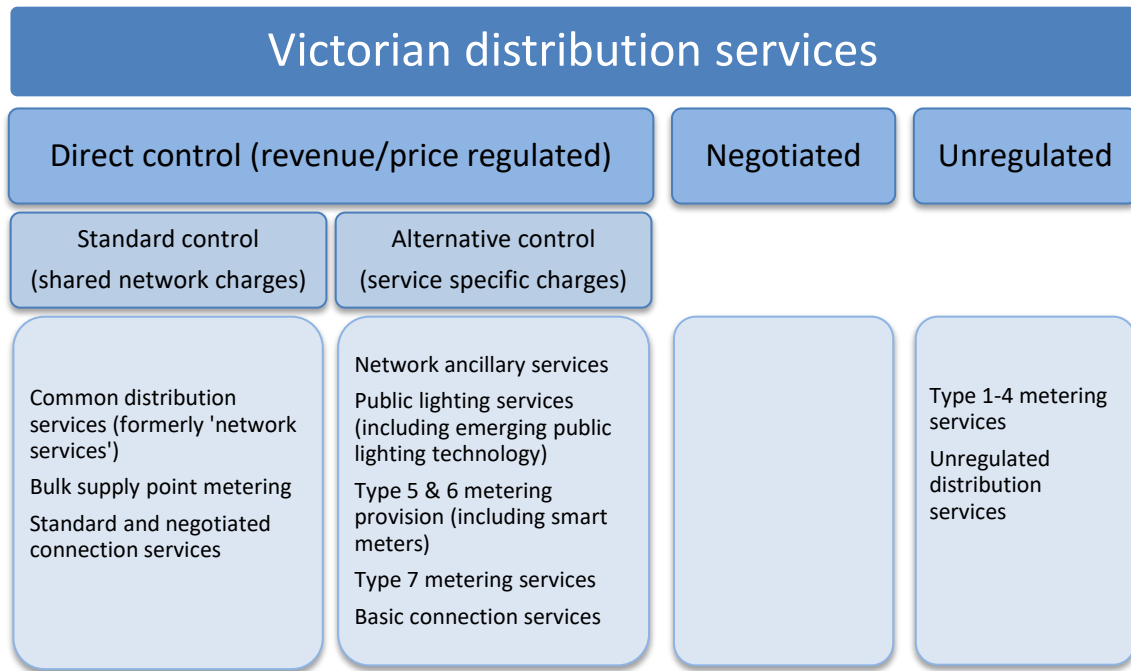 Victorian distribution services
Direct control (revenue/price regulated)
Negotiated
Unregulated
Standard control
(shared network charges)
Alternative control
(service specific charges)
Common distribution
services (formerly 'network
services')
Bulk supply point metering
Standard and negotiated
connection services
Network ancillary services
Public lighting services
(including emerging public
lighting technology)
Type 5 & 6 metering
provision (including smart
meters)
Type 7 metering services
Basic connection services
Type 1-4 metering
services
Unregulated
distribution
services